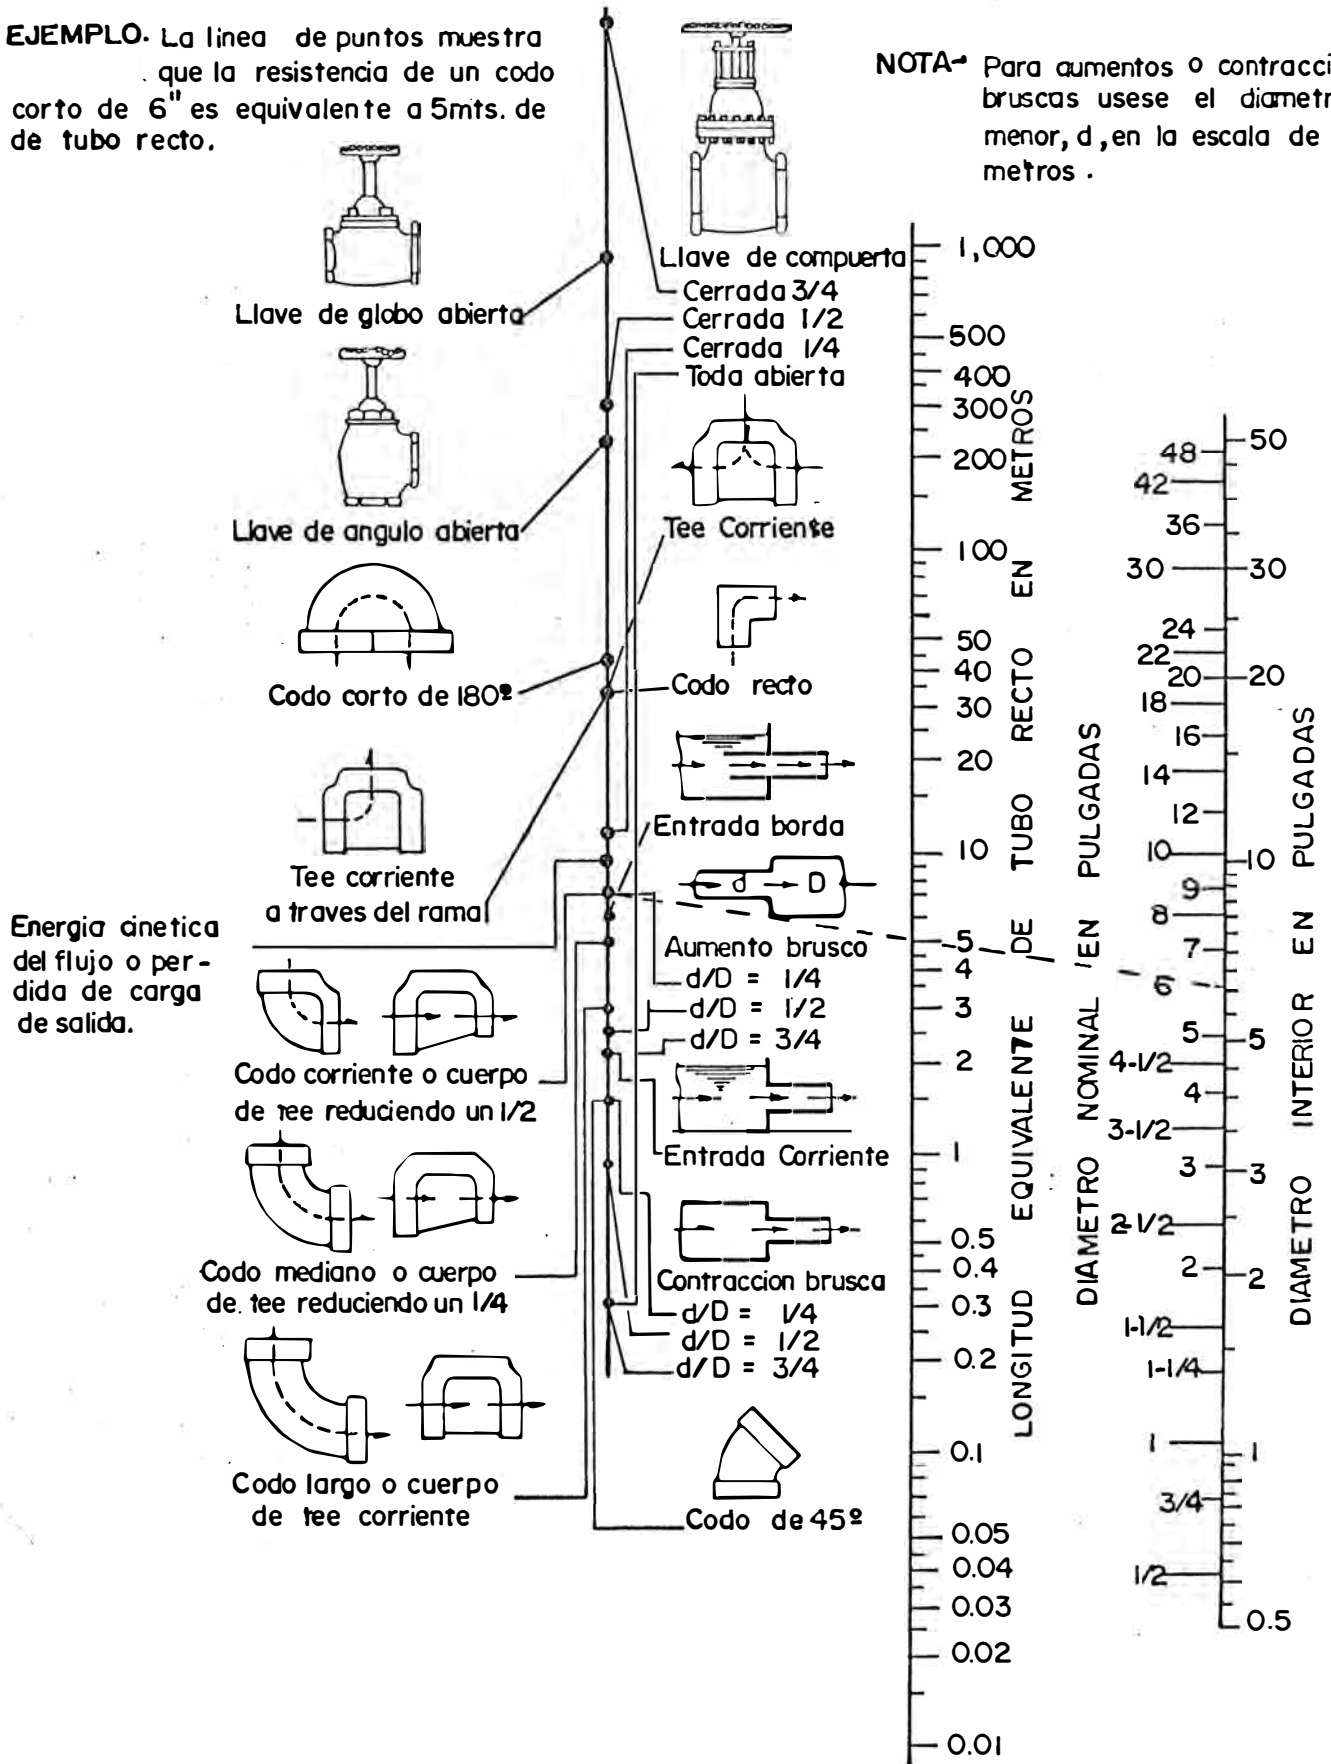 EJEMPLO. La linea de puntos muestra
que la resistencia de un codo
corto de 6" es equivalente a 5mts. de
de tubo recto.
NOTA- Para aumentos o contracci
bruscas usese el diametr
menor, d, en la escala de
metros.
Llave de globo abierta
Llave de angulo abierta
Codo corto de 180º
Tee corriente
a traves del ramal
Energia cinetica
del flujo o per-
dida de carga
de salida.
Codo corriente o cuerpo
de tee reduciendo un 1/2
Codo mediano o cuerpo
de. tee reduciendo un 1/4
Codo largo o cuerpo
de tee corriente
Llave de compuerta
Cerrada 3/4
Cerrada 1/2
Cerrada 1/4
Toda abierta
Tee Corriente
Codo recto
Entrada borda
d
D
Aumento brusco
d/D = 1/4
d/D = 1/2
d/D = 3/4
Entrada Corriente
Contraccion brusca
d/D = 1/4
d/D = 1/2
d/D = 3/4
Codo de 45º
1,000
500
400
300
200
100
50
40
30
20
10
5
4
3
2
1
0.5
0.4
0.3
0.2
0.1
0.05
0.04
0.03
0.02
0.01
LONGITUD EQUIVALENTE DE TUBO RECTO EN METROS
DIAMETRO NOMINAL EN PULGADAS
48
42
36
30
24
22
20
18
16
14
12
10
9
8
7
6
5
4-1/2
4
3-1/2
3
2-1/2
2
1-1/2
1-1/4
1
3/4
1/2
50
30
20
10
5
3
2
1
0.5
DIAMETRO INTERIOR EN PULGADAS